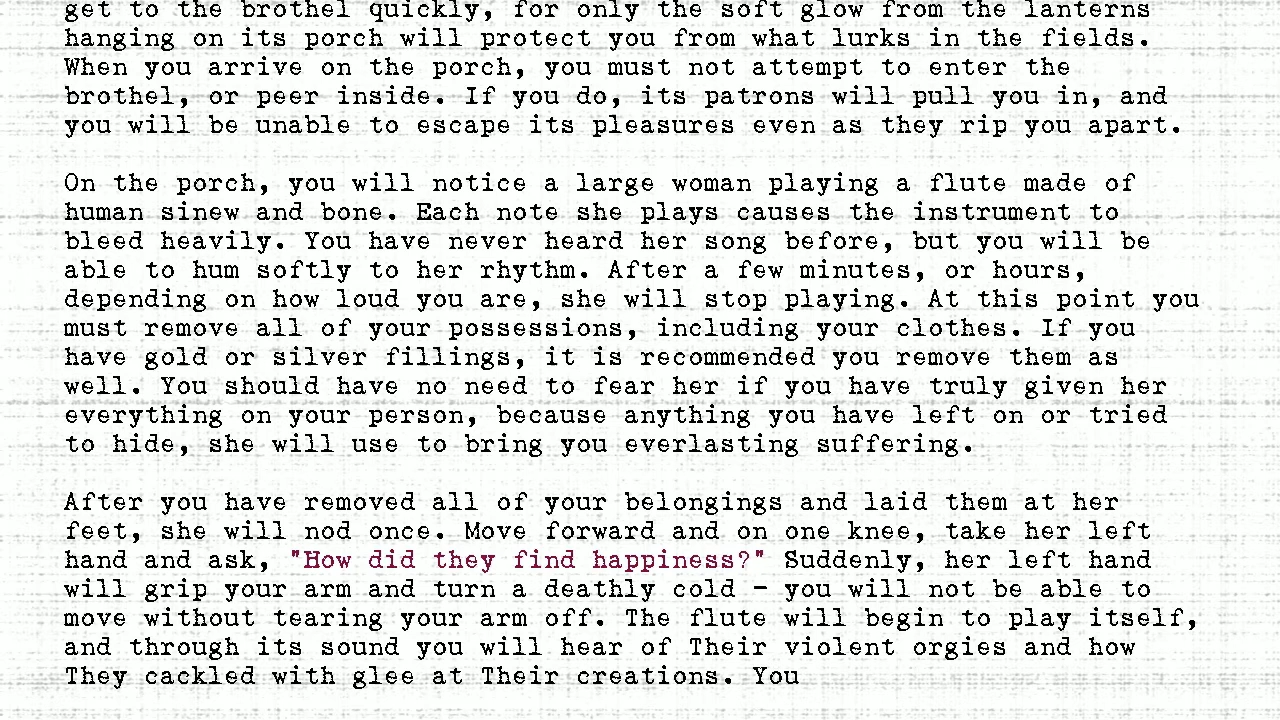 get to the brothel quickly, for only the soft glow from the lanterns
hanging on its porch will protect you from what lurks in the fields.
When you arrive on the porch, you must not attempt to enter the
brothel, or peer inside. If you do, its patrons will pull you in, and
you will be unable to escape its pleasures even as they rip you apart.
On the porch, you will notice a large woman playing a flute made of
human sinew and bone. Each note she plays causes the instrument to
bleed heavily. You have never heard her song before, but you will be
able to hum softly to her rhythm. After a few minutes, or hours,
depending on how loud you are, she will stop playing. At this point you
must remove all of your possessions, including your clothes. If you
have gold or silver fillings, it is recommended you remove them as
well. You should have no need to fear her if you have truly given her
everything on your person, because anything you have left on or tried
to hide, she will use to bring you everlasting suffering.
After you have removed all of your belongings and laid them at her
feet, she will nod once. Move forward and on one knee, take her left
hand and ask, "How did they find happiness?" Suddenly, her left hand
will grip your arm and turn a deathly cold – you will not be able to
move without tearing your arm off. The flute will begin to play itself,
and through its sound you will hear of Their violent orgies and how
They cackled with glee at Their creations. You